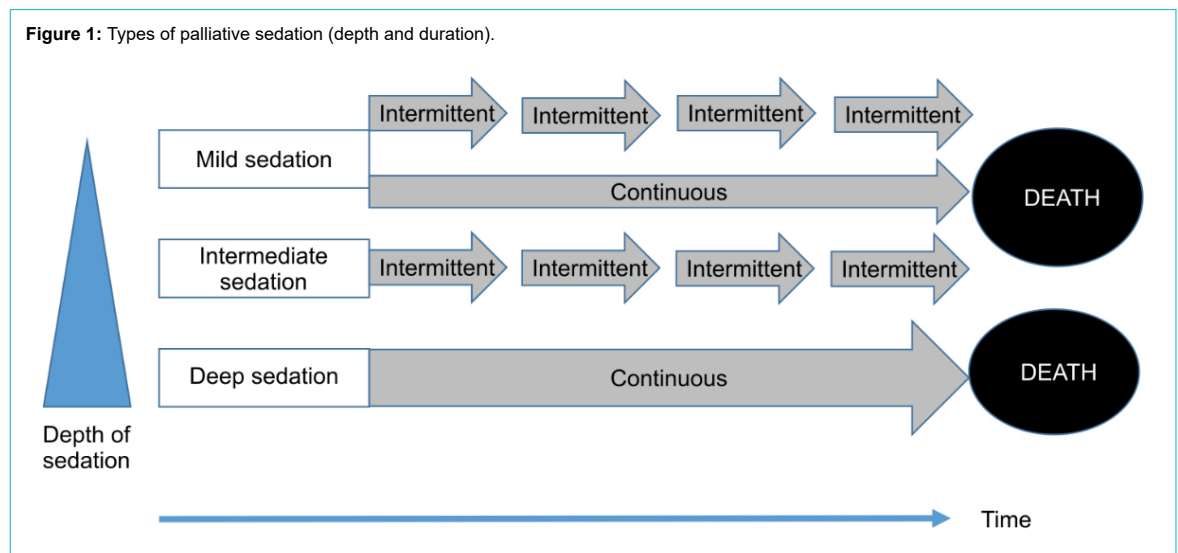 Figure 1: Types of palliative sedation (depth and duration).
Intermittent Intermittent Intermittent Intermittent
Mild sedation
Continuous
DEATH
Intermediate
sedation
Intermittent Intermittent Intermittent Intermittent
Deep sedation
Continuous
DEATH
Depth of
sedation
Time